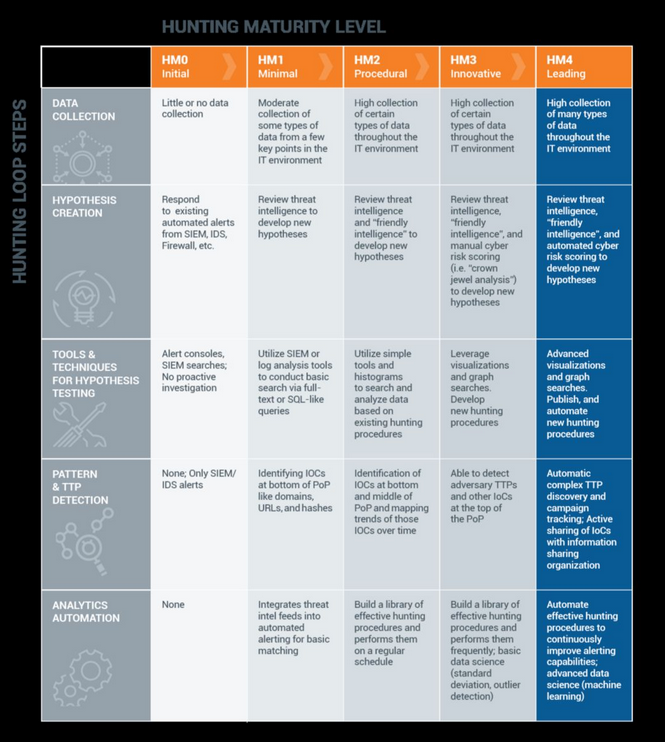 HUNTING MATURITY LEVEL
HUNTING LOOP STEPS
HM0
Initial
HM1
Minimal
HM2
Procedural
HM3
Innovative
HM4
Leading
DATA
COLLECTION
Little or no data
collection
Moderate
collection of
some types of
data from a few
key points in the
IT environment
High collection
of certain
types of data
throughout the
IT environment
High collection
of certain
types of data
throughout the
IT environment
High collection
of many types
of data
throughout the
IT environment
HYPOTHESIS
CREATION
Respond
to existing
automated alerts
from SIEM, IDS,
Firewall, etc.
Review threat
intelligence to
develop new
hypotheses
Review threat
intelligence
and "friendly
intelligence" to
develop new
hypotheses
Review threat
intelligence,
"friendly
intelligence", and
manual cyber
risk scoring
(i.e. "crown
jewel analysis")
to develop new
hypotheses
Review threat
intelligence,
"friendly
intelligence", and
automated cyber
risk scoring to
develop new
hypotheses
TOOLS &
TECHNIQUES
FOR HYPOTHESIS
TESTING
Alert consoles,
SIEM searches;
No proactive
investigation
Utilize SIEM or
log analysis tools
to conduct basic
search via full-
text or SQL-like
queries
Utilize simple
tools and
histograms
to search and
analyze data
based on
existing hunting
procedures
Leverage
visualizations
and graph
searches.
Develop
new hunting
procedures
Advanced
visualizations
and graph
searches.
Publish, and
automate
new hunting
procedures
PATTERN
& TTP
DETECTION
None; Only SIEM/
IDS alerts
Identifying IOCs
at bottom of PoP
like domains,
URLs, and hashes
Identification of
IOCs at bottom
and middle of
PoP and mapping
trends of those
IOCs over time
Able to detect
adversary TTPs
and other IoCs
at the top of
the PoP
Automatic
complex TTP
discovery and
campaign
tracking; Active
sharing of IoCs
with information
sharing
organization
ANALYTICS
AUTOMATION
None
Integrates threat
intel feeds into
automated
alerting for basic
matching
Build a library of
effective hunting
procedures and
performs them
on a regular
schedule
Build a library of
effective hunting
procedures and
performs them
frequently; basic
data science
(standard
deviation, outlier
detection)
Automate
effective hunting
procedures to
continuously
improve alerting
capabilities;
advanced data
science (machine
learning)